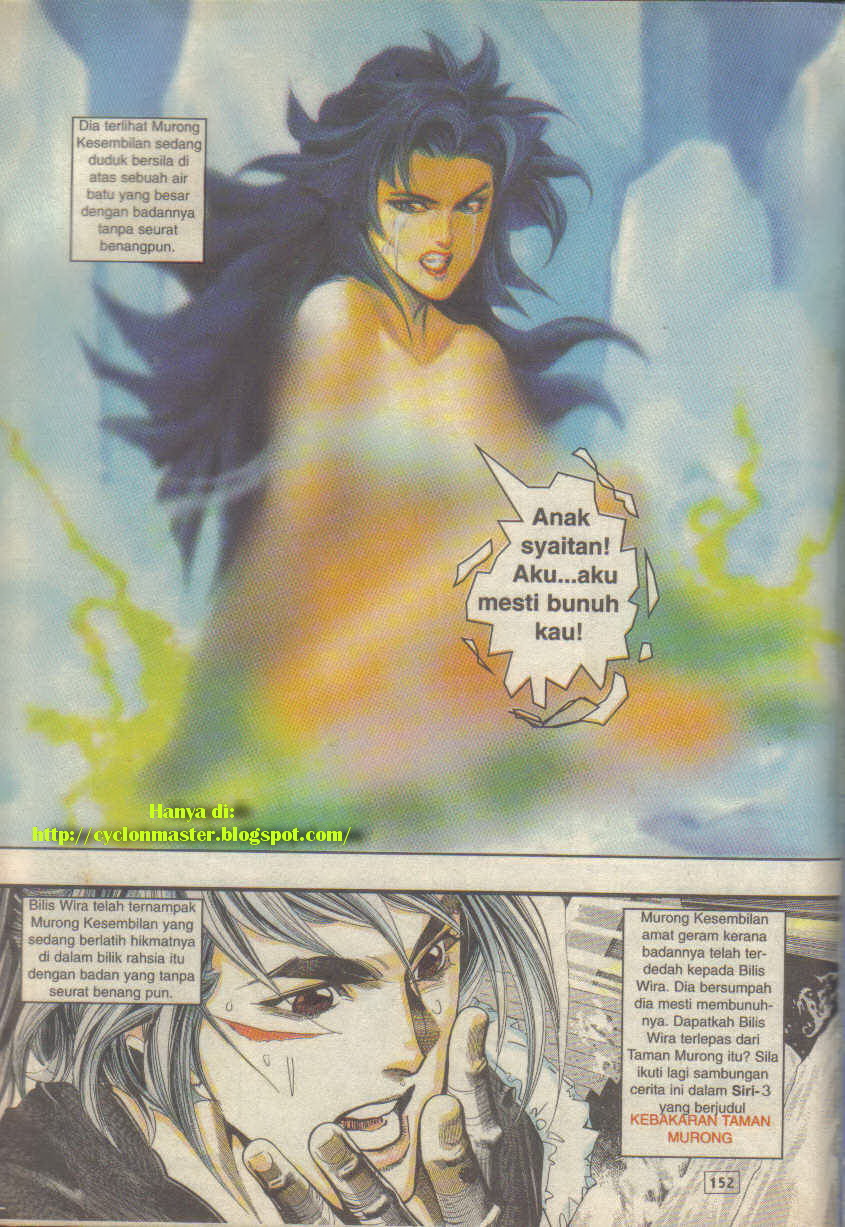 Dia terlihat Murong
Kesembilan sedang
duduk bersila di
atas sebuah air
batu yang besar
dengan badannya
tanpa seurat
benangpun.
Anak
syaitan!
Aku...aku
mesti bunuh
kau!
Hanya di:
http://cyclonmaster.blogspot.com/
Bilis Wira telah ternampak
Murong Kesembilan yang
sedang berlatih hikmatnya
di dalam bilik rahsia itu
dengan badan yang tanpa
seurat benang pun.
Murong Kesembilan
amat geram kerana
badannya telah ter-
dedah kepada Bilis
Wira. Dia bersumpah
dia mesti membunuh-
nya. Dapatkah Bilis
Wira terlepas dari
Taman Murong itu? Sila
ikuti lagi sambungan
cerita ini dalam Siri-3
yang berjudul
KEBAKARAN TAMAN
MURONG
152